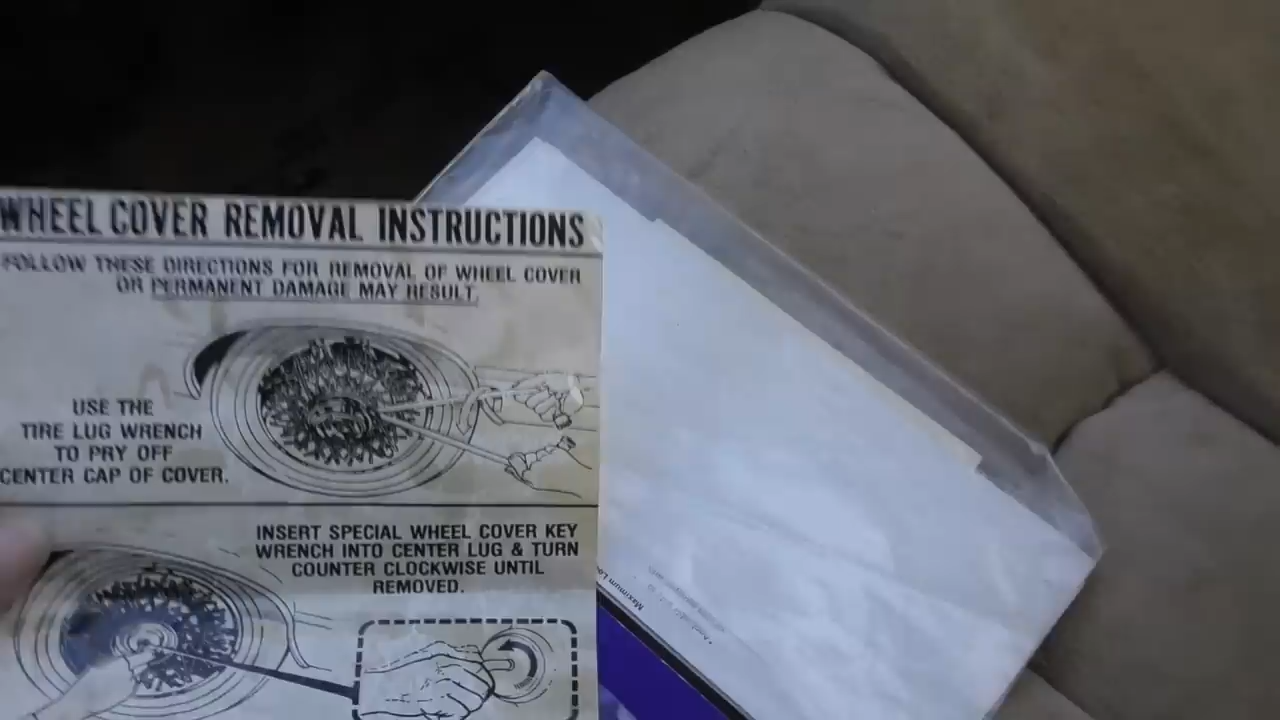 WHEEL COVER REMOVAL INSTRUCTIONS
FOLLOW THESE DIRECTIONS FOR REMOVAL OF WHEEL COVER
OR PERMANENT DAMAGE MAY RESULT.
USE THE
TIRE LUG WRENCH
TO PRY OFF
CENTER CAP OF COVER.
INSERT SPECIAL WHEEL COVER KEY
WRENCH INTO CENTER LUG & TURN
COUNTER CLOCKWISE UNTIL
REMOVED.
Maximum